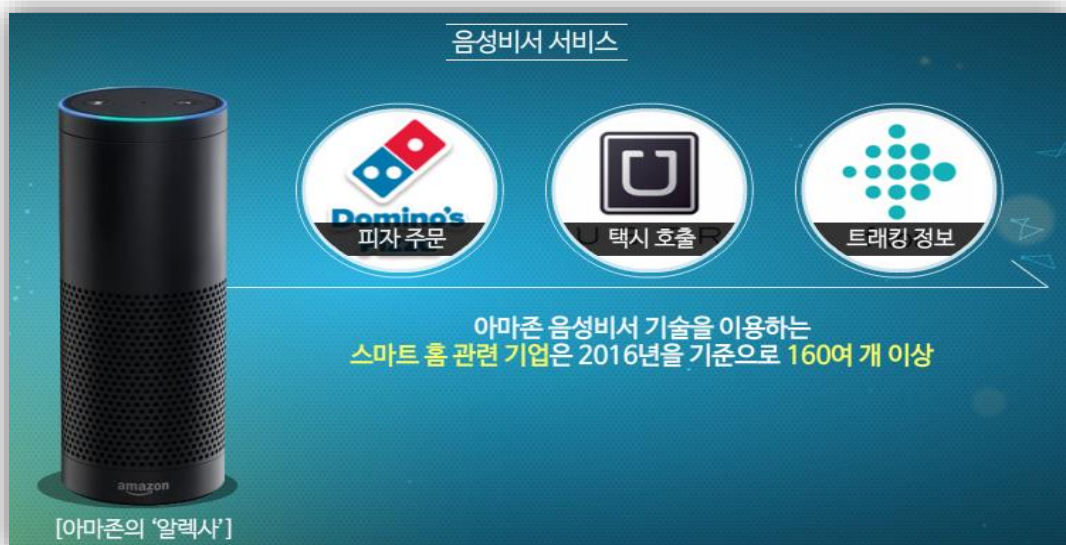 음성비서 서비스
Domino's
피자 주문
U
택시 호출
트래킹 정보
아마존 음성비서 기술을 이용하는
스마트 홈 관련 기업은 2016년을 기준으로 160여 개 이상
amazon
[아마존의 ‘알렉사’]